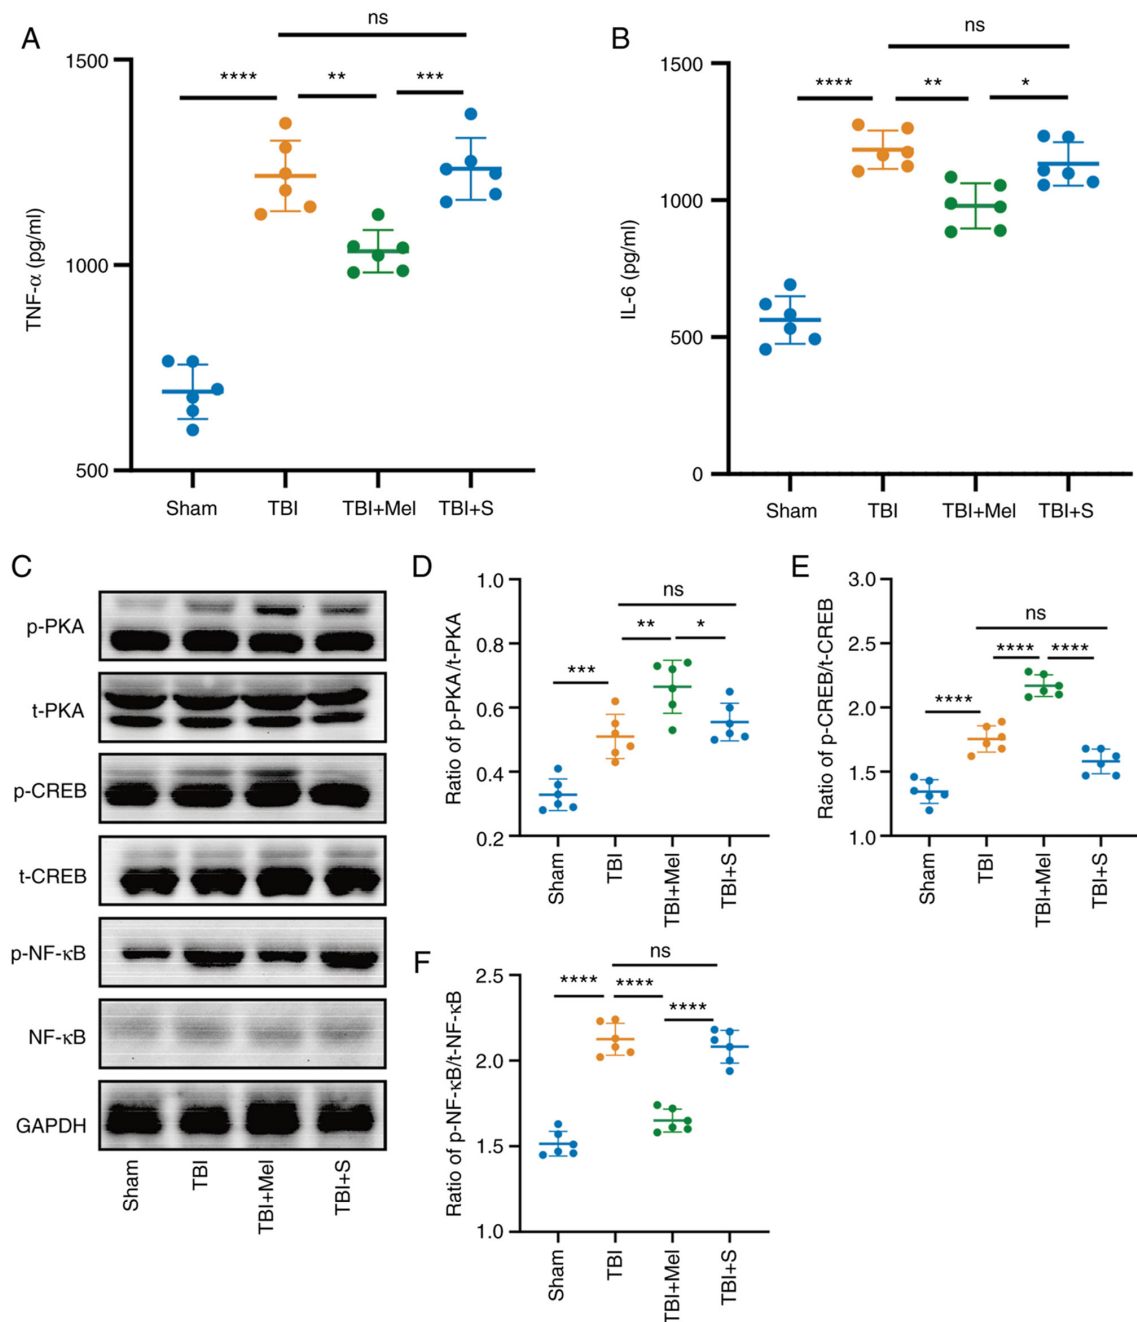 A
ns
**** ** ***
1500
1000
500
TNF-α (pg/ml)
Sham TBI TBI+Mel TBI+S
B
ns
**** ** *
1500
1000
500
0
IL-6 (pg/ml)
Sham TBI TBI+Mel TBI+S
C
p-PKA
t-PKA
p-CREB
t-CREB
p-NF-κB
NF-κB
GAPDH
Sham TBI TBI+Mel TBI+S
D
ns
*** ** *
1.0
0.8
0.6
0.4
0.2
Ratio of p-PKA/t-PKA
Sham TBI TBI+Mel TBI+S
E
ns
**** **** ****
3.0
2.5
2.0
1.5
1.0
Ratio of p-CREB/t-CREB
Sham TBI TBI+Mel TBI+S
F
ns
**** **** ****
2.5
2.0
1.5
1.0
Ratio of p-NF-κB/t-NF-κB
Sham TBI TBI+Mel TBI+S